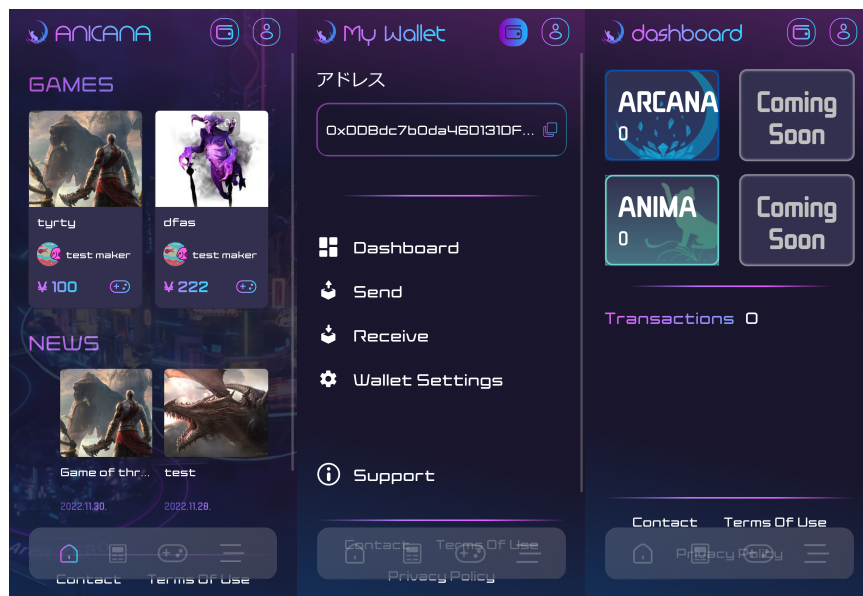 ANICANA
GAMES
tyrty
dfas
test maker
test maker
¥ 100
¥ 222
NEWS
Game of thr...
test
2022.11.30.
2022.11.28.
Contact
Terms Of Use
My Wallet
アドレス
0xDD8dc7b0da46D131DF...
Dashboard
Send
Receive
Wallet Settings
Support
Contact
Terms Of Use
Privacy Policy
dashboard
ARCANA
0
Coming
Soon
ANIMA
0
Coming
Soon
Transactions 0
Contact
Terms Of Use
Privacy Policy